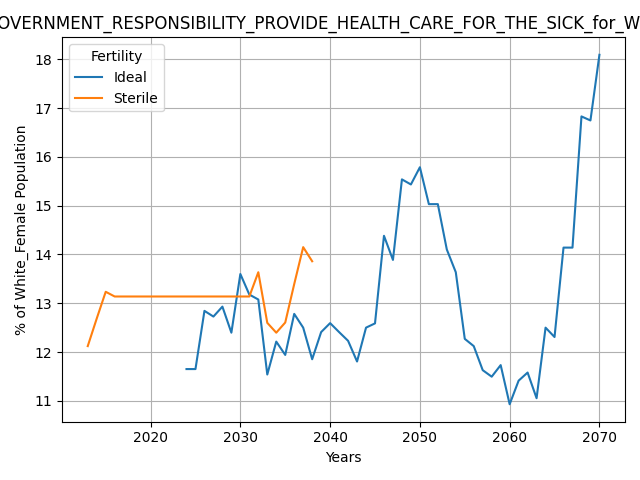 OVERNMENT_RESPONSIBILITY_PROVIDE_HEALTH_CARE_FOR_THE_SICK_for_W
Fertility
Ideal
Sterile
% of White_Female Population
18
17
16
15
14
13
12
11
2020 2030 2040 2050 2060 2070
Years